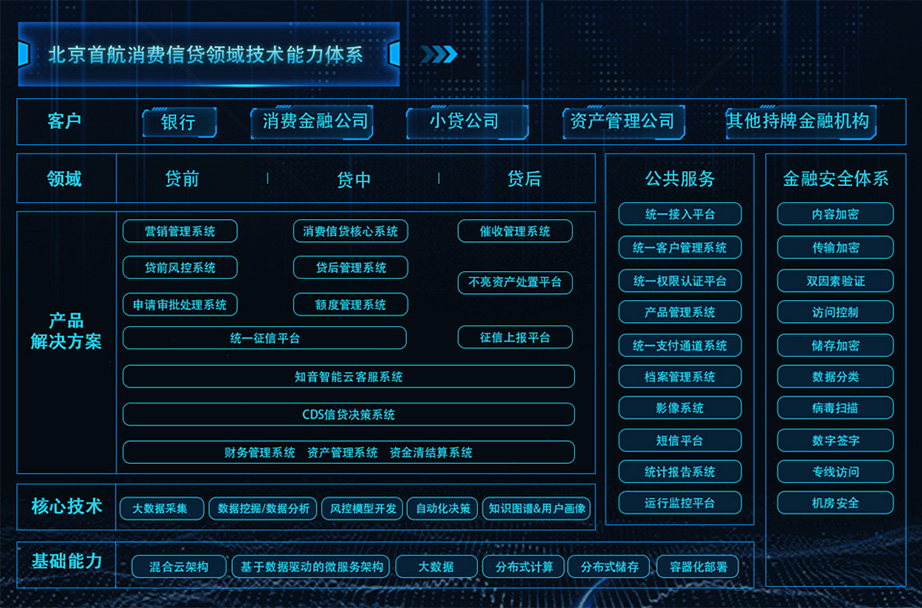 北京首航消费信贷领域技术能力体系
客户
银行
消费金融公司
小贷公司
资产管理公司
其他持牌金融机构
领域
贷前
贷中
贷后
产品
解决方案
营销管理系统
消费信贷核心系统
催收管理系统
贷前风控系统
贷后管理系统
不亮资产处置平台
申请审批处理系统
额度管理系统
统一征信平台
征信上报平台
知音智能云客服系统
CDS信贷决策系统
财务管理系统 资产管理系统 资金清结算系统
核心技术
大数据采集
数据挖掘/数据分析
风控模型开发
自动化决策
知识图谱&用户画像
基础能力
混合云架构
基于数据驱动的微服务架构
大数据
分布式计算
分布式储存
容器化部署
公共服务
统一接入平台
统一客户管理系统
统一权限认证平台
产品管理系统
统一支付通道系统
档案管理系统
影像系统
短信平台
统计报告系统
运行监控平台
金融安全体系
内容加密
传输加密
双因素验证
访问控制
储存加密
数据分类
病毒扫描
数字签字
专线访问
机房安全